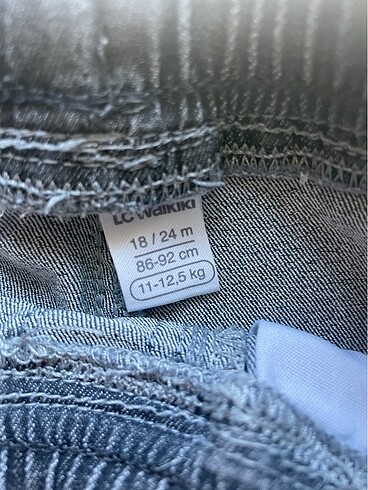 LC Waikiki
18 / 24 m
86-92 cm
11-12,5 kg